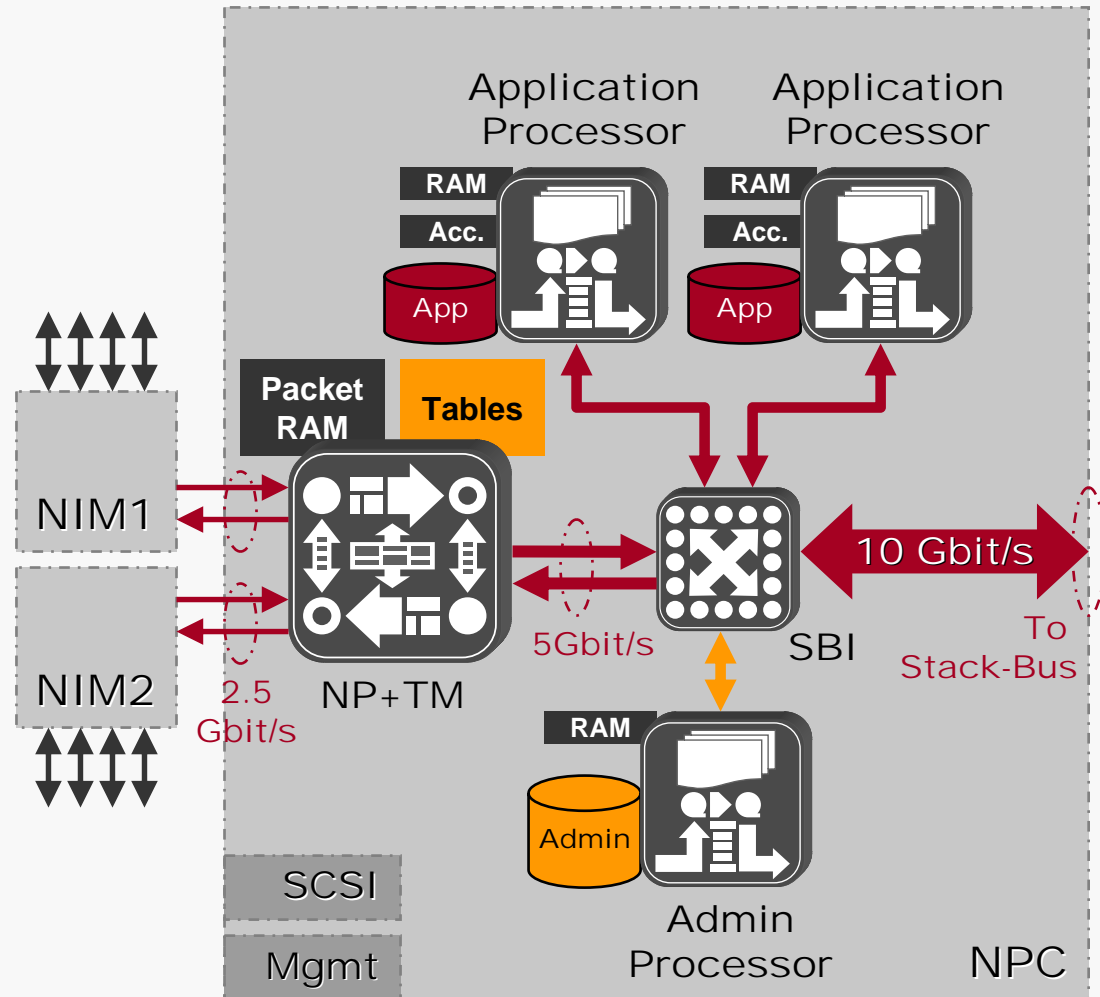 Application
Processor
Application
Processor
RAM
RAM
Acc.
Acc.
App
App
Packet
RAM
Tables
NIM1
10 Gbit/s
NIM2
2.5
Gbit/s
NP+TM
5Gbit/s
SBI
To
Stack-Bus
RAM
Admin
SCSI
Mgmt
Admin
Processor
NPC